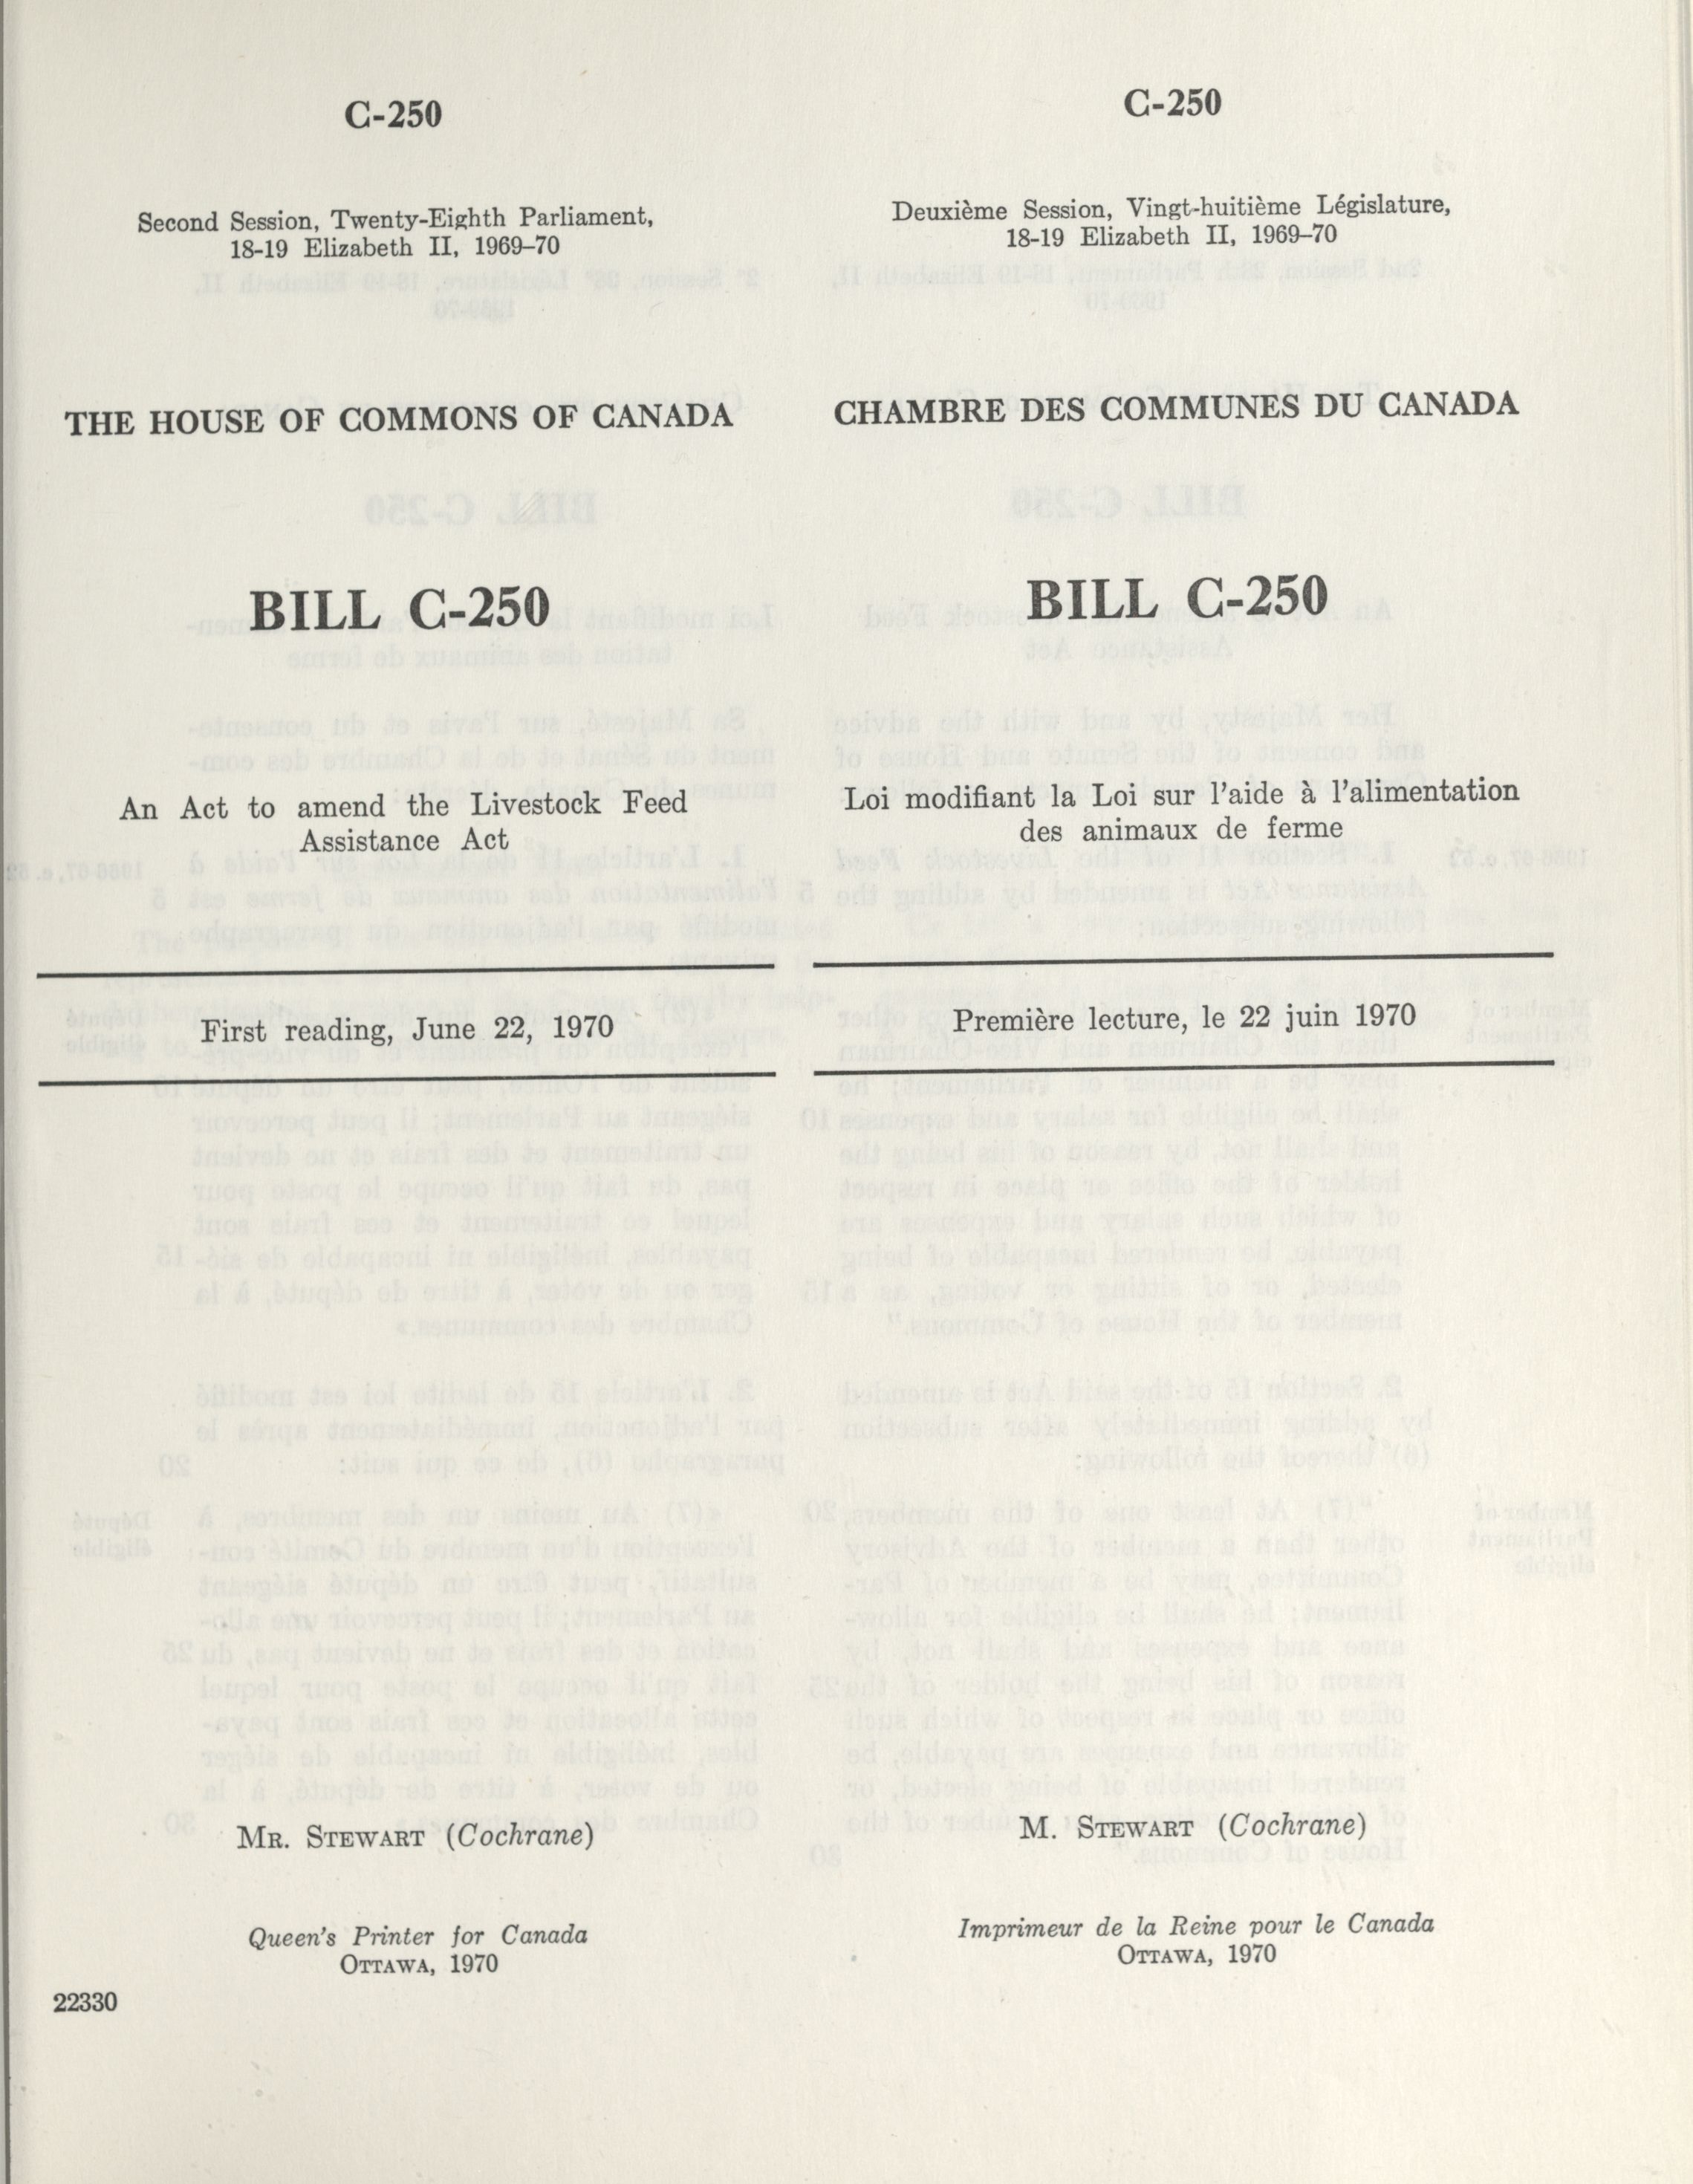 C-250
Second Session, Twenty-Eighth Parliament,
18-19 Elizabeth II, 1969–70
THE HOUSE OF COMMONS OF CANADA
BILL C-250
An Act to amend the Livestock Feed
Assistance Act
First reading, June 22, 1970
MR. STEWART (Cochrane)
Queen's Printer for Canada
OTTAWA, 1970
22330
C-250
Deuxième Session, Vingt-huitième Législature,
18-19 Elizabeth II, 1969–70
CHAMBRE DES COMMUNES DU CANADA
BILL C-250
Loi modifiant la Loi sur l'aide à l'alimentation
des animaux de ferme
Première lecture, le 22 juin 1970
M. STEWART (Cochrane)
Imprimeur de la Reine pour le Canada
OTTAWA, 1970